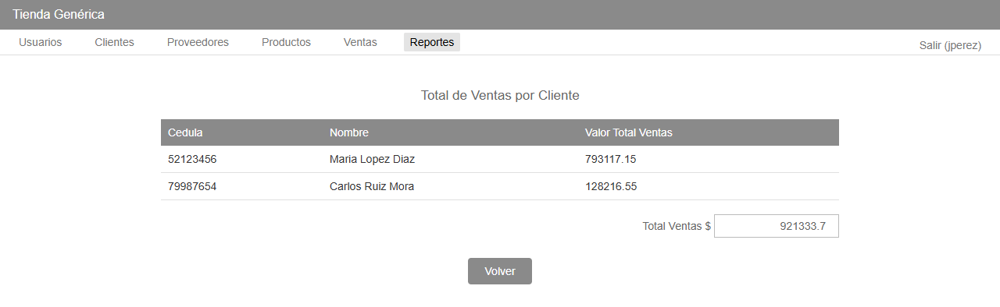 Tienda Genérica
Usuarios Clientes Proveedores Productos Ventas Reportes Salir (jperez)
Total de Ventas por Cliente
Cedula Nombre Valor Total Ventas
52123456 Maria Lopez Diaz 793117.15
79987654 Carlos Ruiz Mora 128216.55
Total Ventas $ 921333.7
Volver